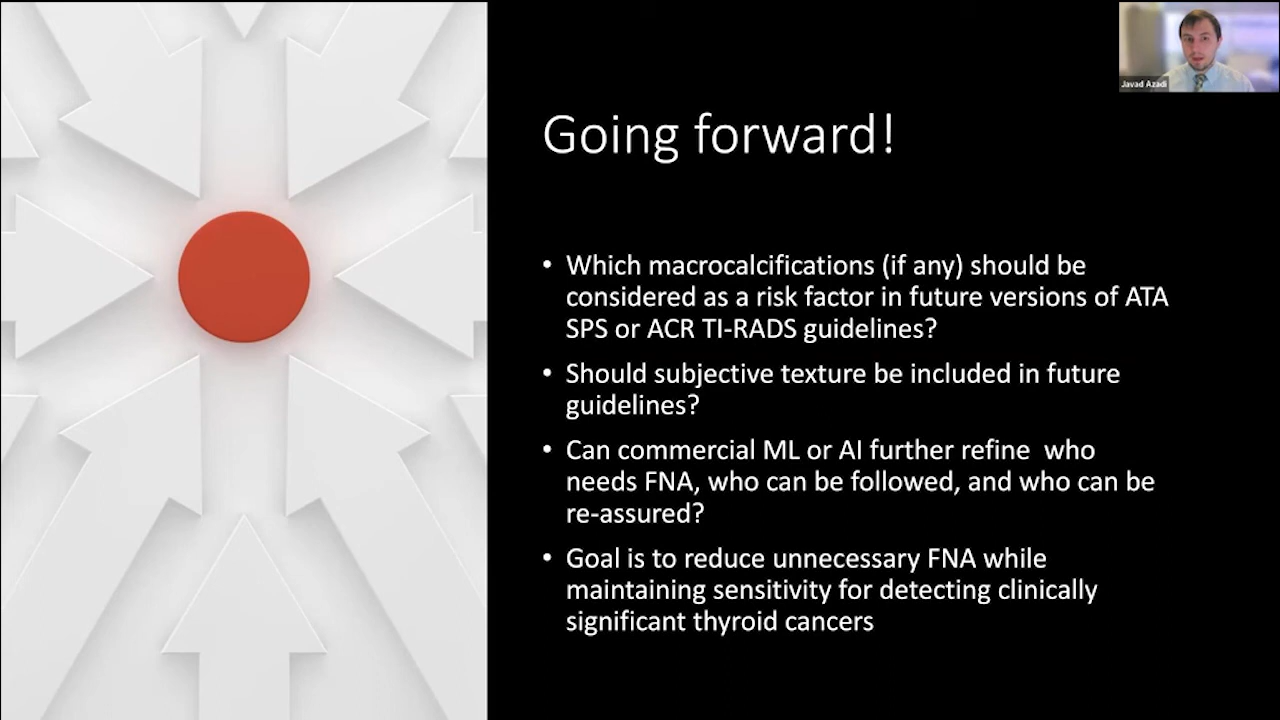 Javad Azadi
Going forward!
• Which macrocalcifications (if any) should be
considered as a risk factor in future versions of ATA
SPS or ACR TI-RADS guidelines?
• Should subjective texture be included in future
guidelines?
• Can commercial ML or AI further refine  who
needs FNA, who can be followed, and who can be
re-assured?
• Goal is to reduce unnecessary FNA while
maintaining sensitivity for detecting clinically
significant thyroid cancers